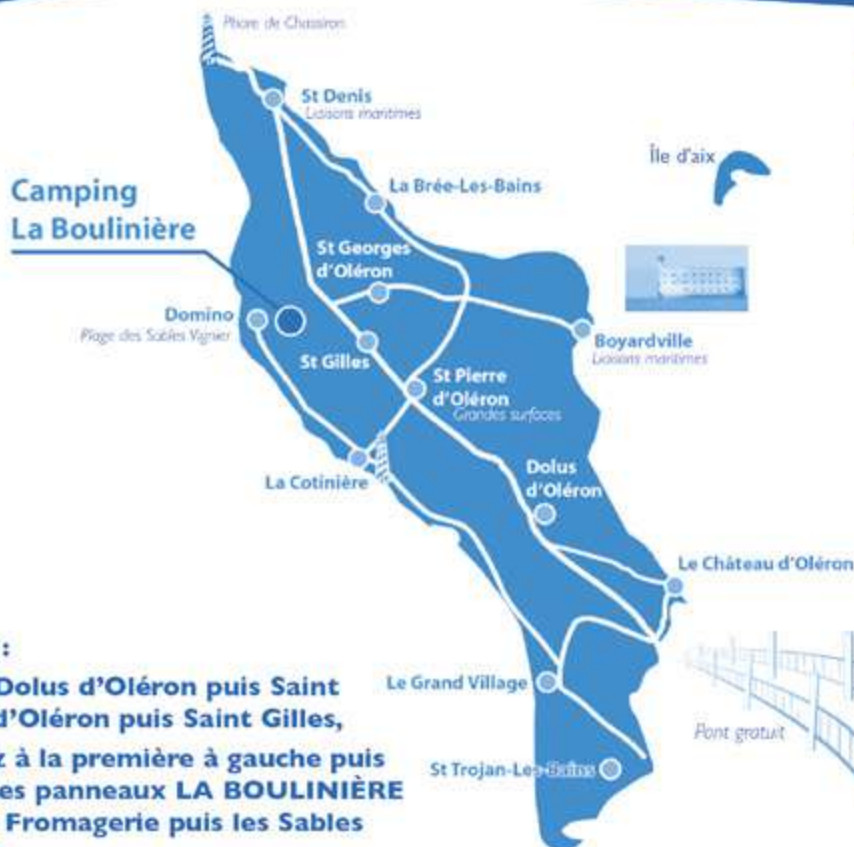 Phare de Chassiron
St Denis
Liaisons maritimes
Île d'aix
La Brée-Les-Bains
Camping
La Boulinière
St Georges
d'Oléron
Domino
Plage des Sables Vignier
Boyardville
Liaisons maritimes
St Gilles
St Pierre
d'Oléron
Grandes surfaces
La Cotinière
Dolus
d'Oléron
Le Château d'Oléron
:
Dolus d'Oléron puis Saint
d'Oléron puis Saint Gilles,
z à la première à gauche puis
es panneaux LA BOULINIÈRE
Fromagerie puis les Sables
Le Grand Village
Pont gratuit
St Trojan-Les-Bains